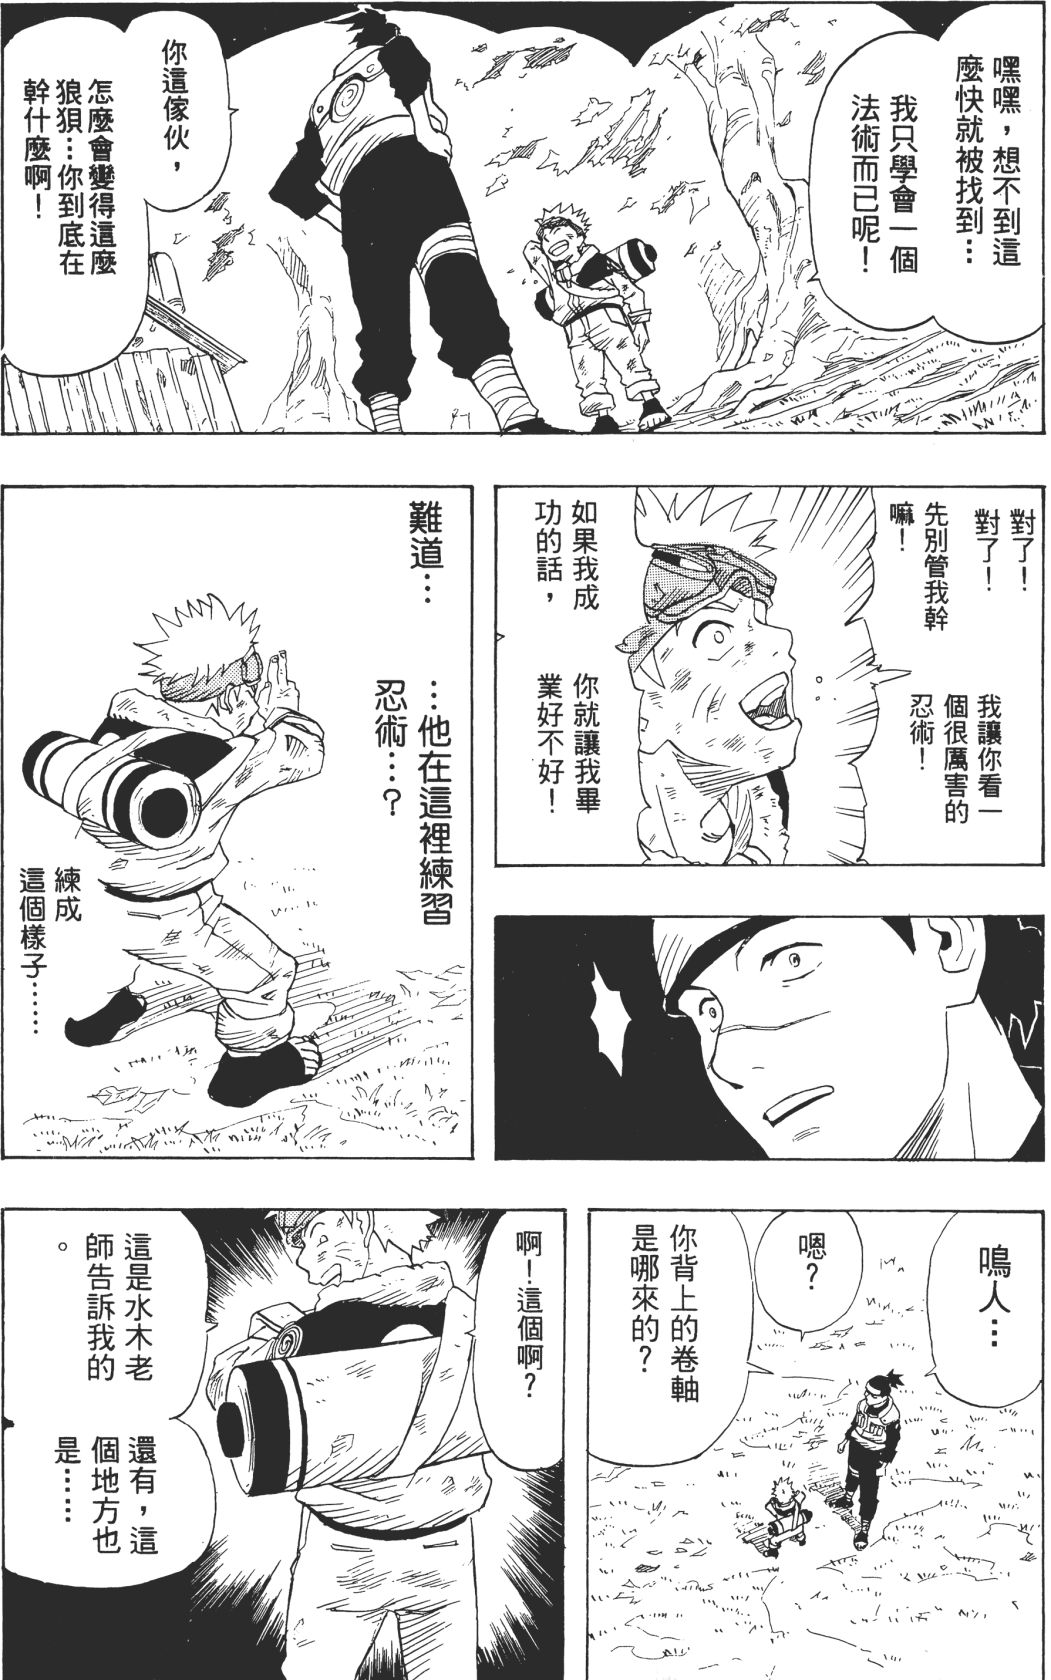 嘿嘿，想不到這
麼快就被找到…
我只學會一個
法術而已呢！
你這傢伙，
怎麼會變得這麼
狼狽…你到底在
幹什麼啊！
對了！
對了！
先別管我幹
嘛！
我讓你看一
個很厲害的
忍術！
如果我成
功的話，
你就讓我畢
業好不好！
難道…
…他在這裡練習
忍術…？
練成
這個樣子……
鳴人…
嗯？
你背上的卷軸
是哪來的？
啊！這個啊？
這是水木老
師告訴我的
。
還有，這
個地方也
是……